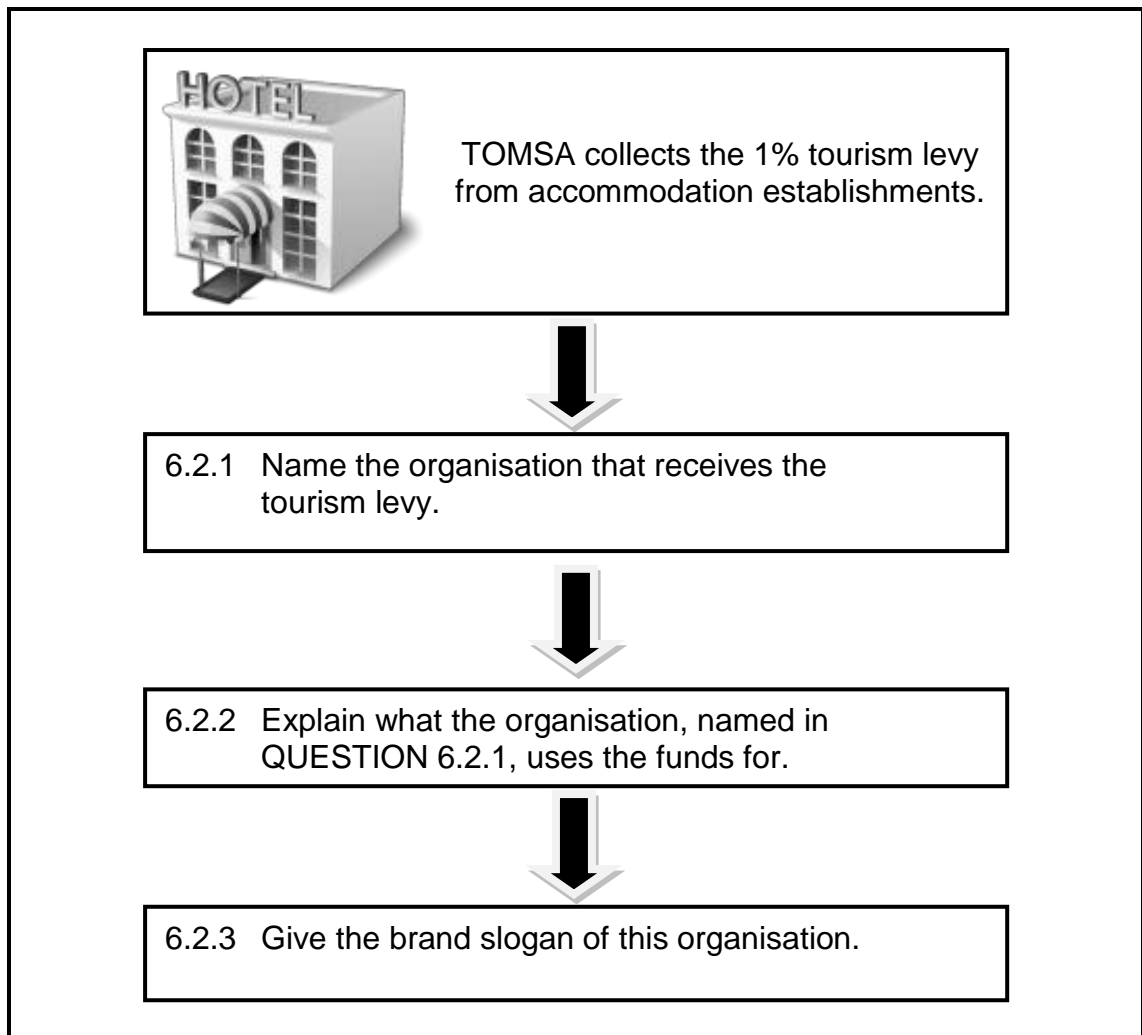 HOTEL
TOMSA collects the 1% tourism levy
from accommodation establishments.
6.2.1 Name the organisation that receives the
tourism levy.
6.2.2 Explain what the organisation, named in
QUESTION 6.2.1, uses the funds for.
6.2.3 Give the brand slogan of this organisation.